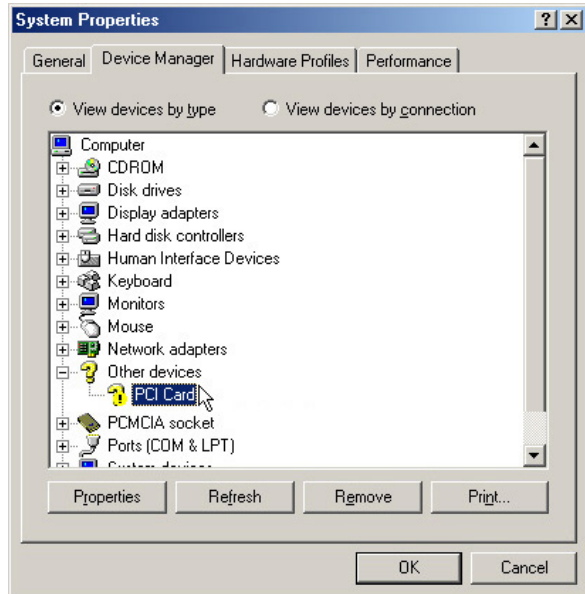 System Properties
General Device Manager Hardware Profiles Performance
View devices by type View devices by connection
Computer
CDROM
Disk drives
Display adapters
Hard disk controllers
Human Interface Devices
Keyboard
Monitors
Mouse
Network adapters
Other devices
PCI Card
PCMCIA socket
Ports (COM & LPT)
System devices
Properties Refresh Remove Print...
OK Cancel